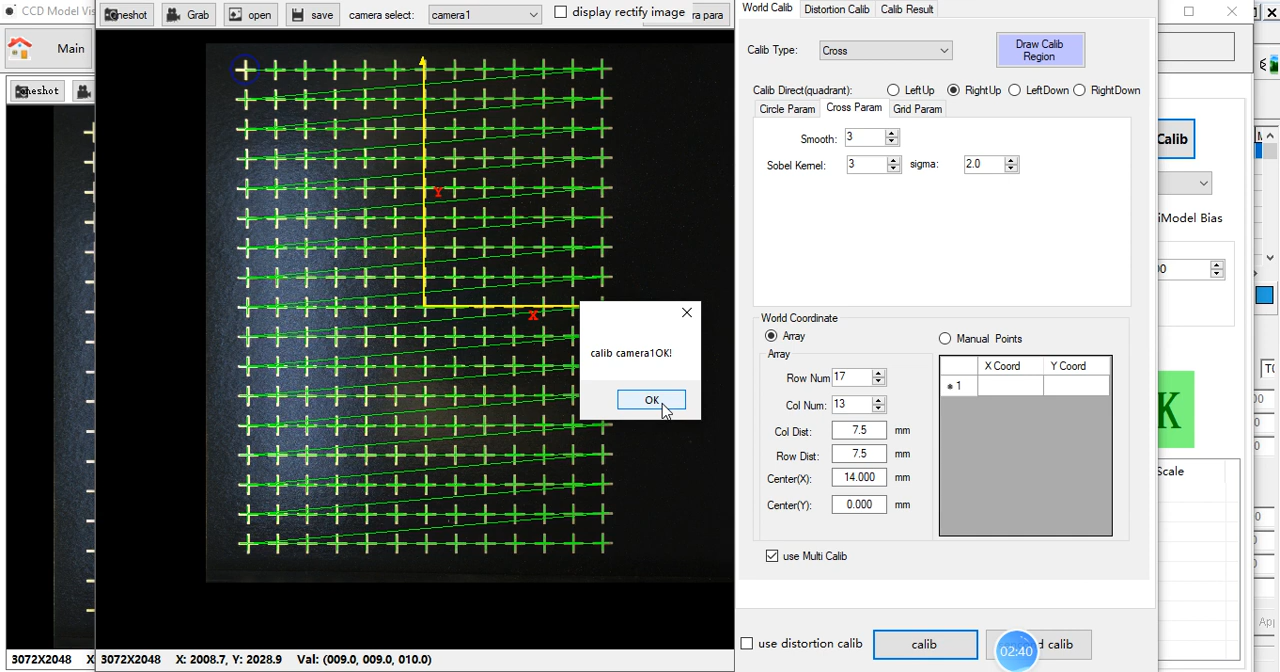 CCD Model Vis
Main
neshot
neshot
Grab
open
save
camera select:
camera1
display rectify image
a para
Y
X
calib camera1OK!
OK
World Calib
Distortion Calib
Calib Result
Calib Type:
Cross
Draw Calib
Region
Calib Direct(quadrant):
LeftUp
RightUp
LeftDown
RightDown
Circle Param
Cross Param
Grid Param
Smooth:
3
Sobel Kernel:
3
sigma:
2.0
World Coordinate
Array
Manual Points
Array
Row Num
17
Col Num:
13
Col Dist:
7.5
mm
Row Dist:
7.5
mm
Center(X):
14.000
mm
Center(Y):
0.000
mm
X Coord
Y Coord
1
use Multi Calib
use distortion calib
calib
d calib
02:40
Calib
iModel Bias
K
Scale
3072X2048
X
3072X2048
X: 2008.7, Y: 2028.9
Val: (009.0, 009.0, 010.0)